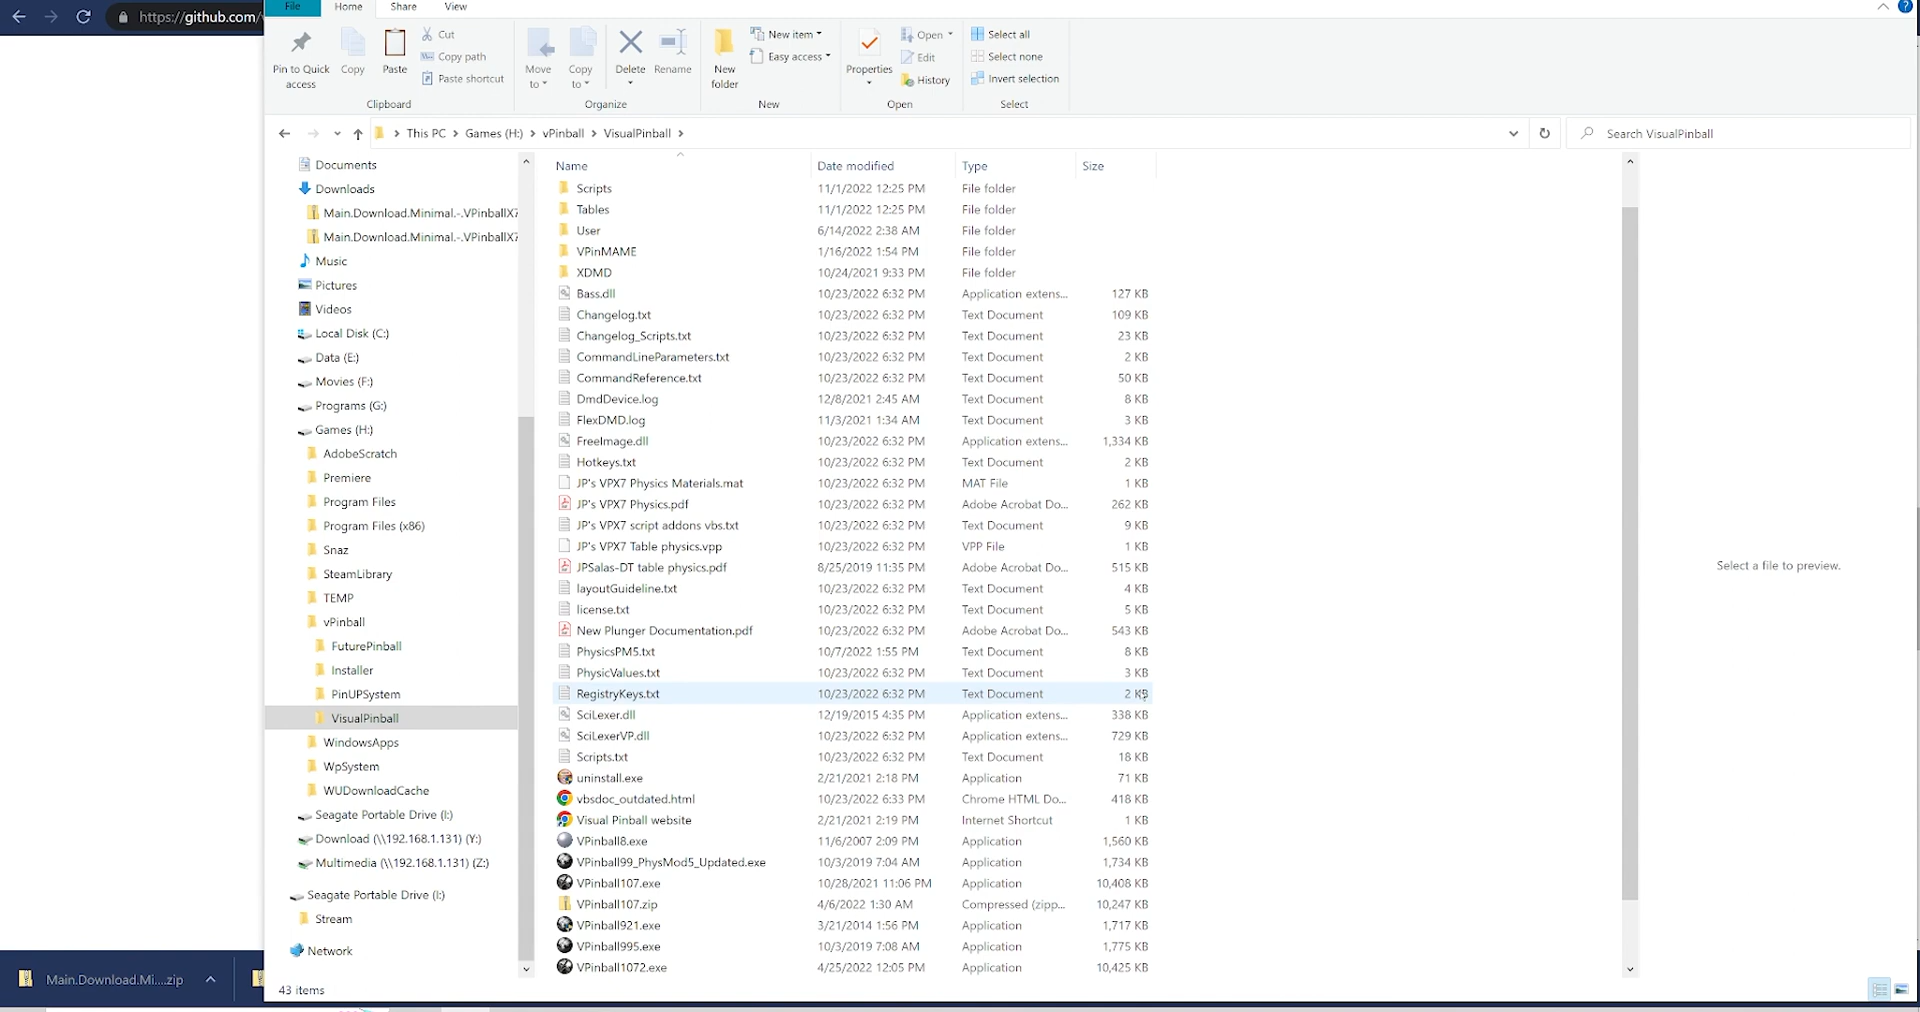 https://github.com/
File Home Share View
Pin to Quick access
Copy
Paste
Cut
Copy path
Paste shortcut
Clipboard
Move to
Copy to
Delete
Rename
Organize
New folder
New item
Easy access
New
Properties
Open
Edit
History
Open
Select all
Select none
Invert selection
Select
This PC > Games (H:) > vPinball > VisualPinball >
Search VisualPinball
Documents
Downloads
Main.Download.Minimal.-.VPinballX7
Main.Download.Minimal.-.VPinballX7
Music
Pictures
Videos
Local Disk (C:)
Data (E:)
Movies (F:)
Programs (G:)
Games (H:)
AdobeScratch
Premiere
Program Files
Program Files (x86)
Snaz
SteamLibrary
TEMP
vPinball
FuturePinball
Installer
PinUPSystem
VisualPinball
WindowsApps
WpSystem
WUDownloadCache
Seagate Portable Drive (I:)
Download (\\192.168.1.131) (Y:)
Multimedia (\\192.168.1.131) (Z:)
Seagate Portable Drive (I:)
Stream
Network
Name Date modified Type Size
Scripts 11/1/2022 12:25 PM File folder
Tables 11/1/2022 12:25 PM File folder
User 6/14/2022 2:38 AM File folder
VPinMAME 1/16/2022 1:54 PM File folder
XDMD 10/24/2021 9:33 PM File folder
Bass.dll 10/23/2022 6:32 PM Application extens... 127 KB
Changelog.txt 10/23/2022 6:32 PM Text Document 109 KB
Changelog_Scripts.txt 10/23/2022 6:32 PM Text Document 23 KB
CommandLineParameters.txt 10/23/2022 6:32 PM Text Document 2 KB
CommandReference.txt 10/23/2022 6:32 PM Text Document 50 KB
DmdDevice.log 12/8/2021 2:45 AM Text Document 8 KB
FlexDMD.log 11/3/2021 1:34 AM Text Document 3 KB
FreeImage.dll 10/23/2022 6:32 PM Application extens... 1,334 KB
Hotkeys.txt 10/23/2022 6:32 PM Text Document 2 KB
JP's VPX7 Physics Materials.mat 10/23/2022 6:32 PM MAT File 1 KB
JP's VPX7 Physics.pdf 10/23/2022 6:32 PM Adobe Acrobat Do... 262 KB
JP's VPX7 script addons vbs.txt 10/23/2022 6:32 PM Text Document 9 KB
JP's VPX7 Table physics.vpp 10/23/2022 6:32 PM VPP File 1 KB
JPSalas-DT table physics.pdf 8/25/2019 11:35 PM Adobe Acrobat Do... 515 KB
layoutGuideline.txt 10/23/2022 6:32 PM Text Document 4 KB
license.txt 10/23/2022 6:32 PM Text Document 5 KB
New Plunger Documentation.pdf 10/23/2022 6:32 PM Adobe Acrobat Do... 543 KB
PhysicsPM5.txt 10/7/2022 1:55 PM Text Document 8 KB
PhysicValues.txt 10/23/2022 6:32 PM Text Document 3 KB
RegistryKeys.txt 10/23/2022 6:32 PM Text Document 2 KB
SciLexer.dll 12/19/2015 4:35 PM Application extens... 338 KB
SciLexerVP.dll 10/23/2022 6:32 PM Application extens... 729 KB
Scripts.txt 10/23/2022 6:32 PM Text Document 18 KB
uninstall.exe 2/21/2021 2:18 PM Application 71 KB
vbsdoc_outdated.html 10/23/2022 6:33 PM Chrome HTML Do... 418 KB
Visual Pinball website 2/21/2021 2:19 PM Internet Shortcut 1 KB
VPinball8.exe 11/6/2007 2:09 PM Application 1,560 KB
VPinball99_PhysMod5_Updated.exe 10/3/2019 7:04 AM Application 1,734 KB
VPinball107.exe 10/28/2021 11:06 PM Application 10,408 KB
VPinball107.zip 4/6/2022 1:30 AM Compressed (zipp... 10,247 KB
VPinball921.exe 3/21/2014 1:56 PM Application 1,717 KB
VPinball995.exe 10/3/2019 7:08 AM Application 1,775 KB
VPinball1072.exe 4/25/2022 12:05 PM Application 10,425 KB
Select a file to preview.
43 items
Main.Download.Mi....zip